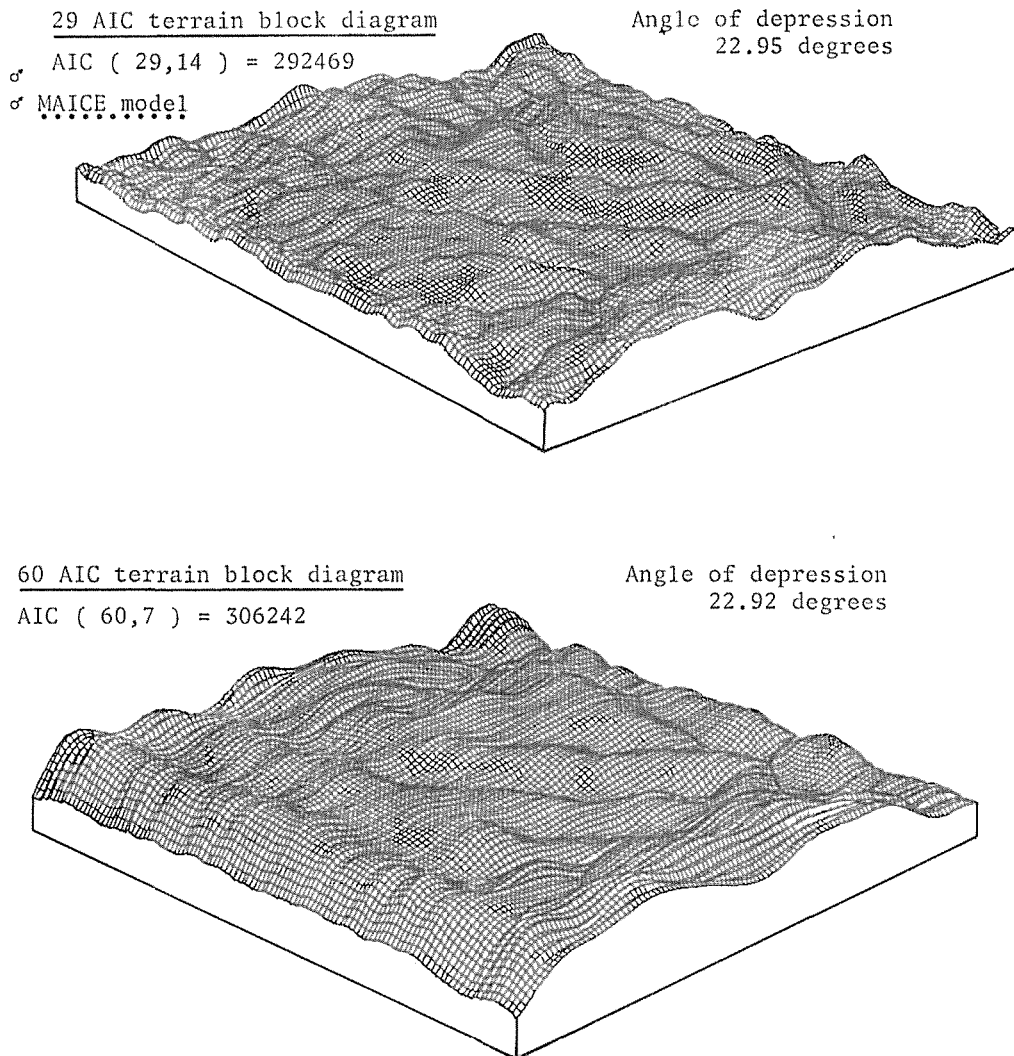 29 AIC terrain block diagram
Angle of depression
22.95 degrees
AIC ( 29,14 ) = 292469
♂
♂ MAICE model
60 AIC terrain block diagram
Angle of depression
22.92 degrees
AIC ( 60,7 ) = 306242